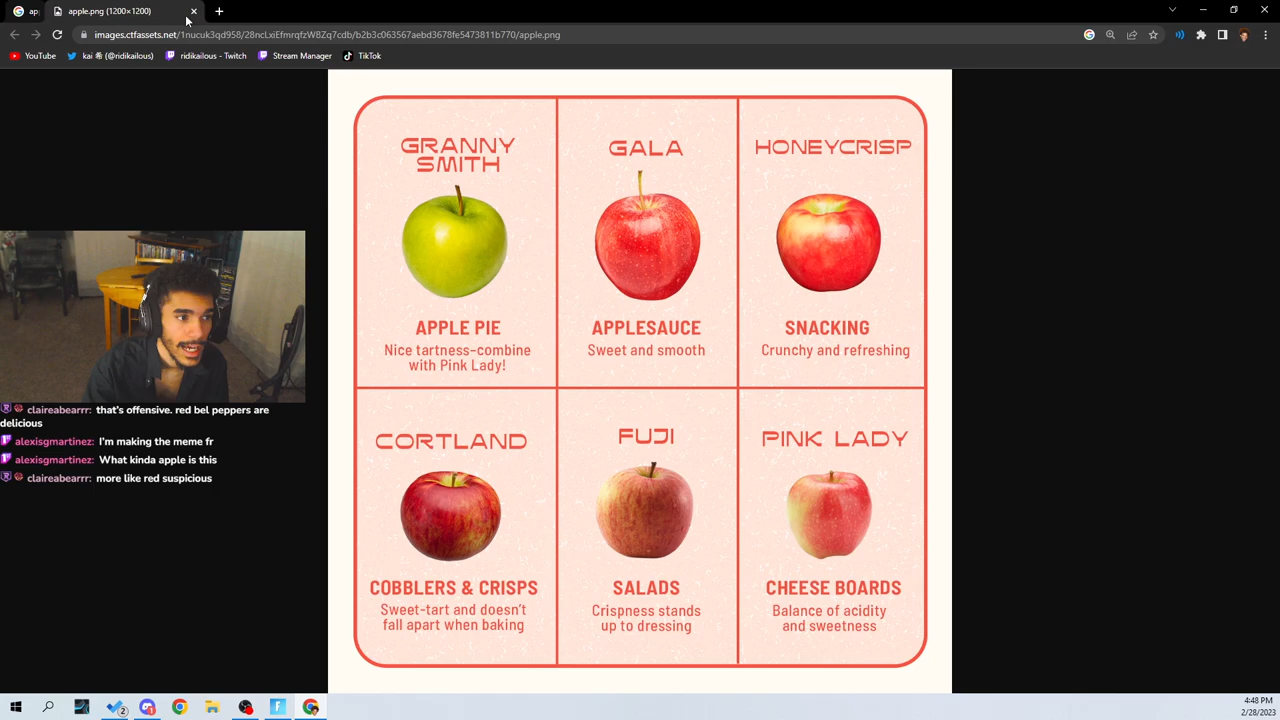 ap
apple.png (1200×1200)
images.ctfassets.net/1nucuk3qd958/28ncLxiEfmrqfzWBZq7cdb/b2b3c063567aebd3678fe5473811b770/apple.png
YouTube
kai 希 (@ridikailous)
ridikailous - Twitch
Stream Manager
TikTok
GRANNY
SMITH
APPLE PIE
Nice tartness–combine
with Pink Lady!
GALA
APPLESAUCE
Sweet and smooth
HONEYCRISP
SNACKING
Crunchy and refreshing
CORTLAND
COBBLERS & CRISPS
Sweet-tart and doesn't
fall apart when baking
FUJI
SALADS
Crispness stands
up to dressing
PINK LADY
CHEESE BOARDS
Balance of acidity
and sweetness
claireabearrr: that's offensive. red bel peppers are
delicious
alexisgmartinez: I'm making the meme fr
alexisgmartinez: What kinda apple is this
claireabearrr: more like red suspicious
2
1
4:48 PM
2/28/2023